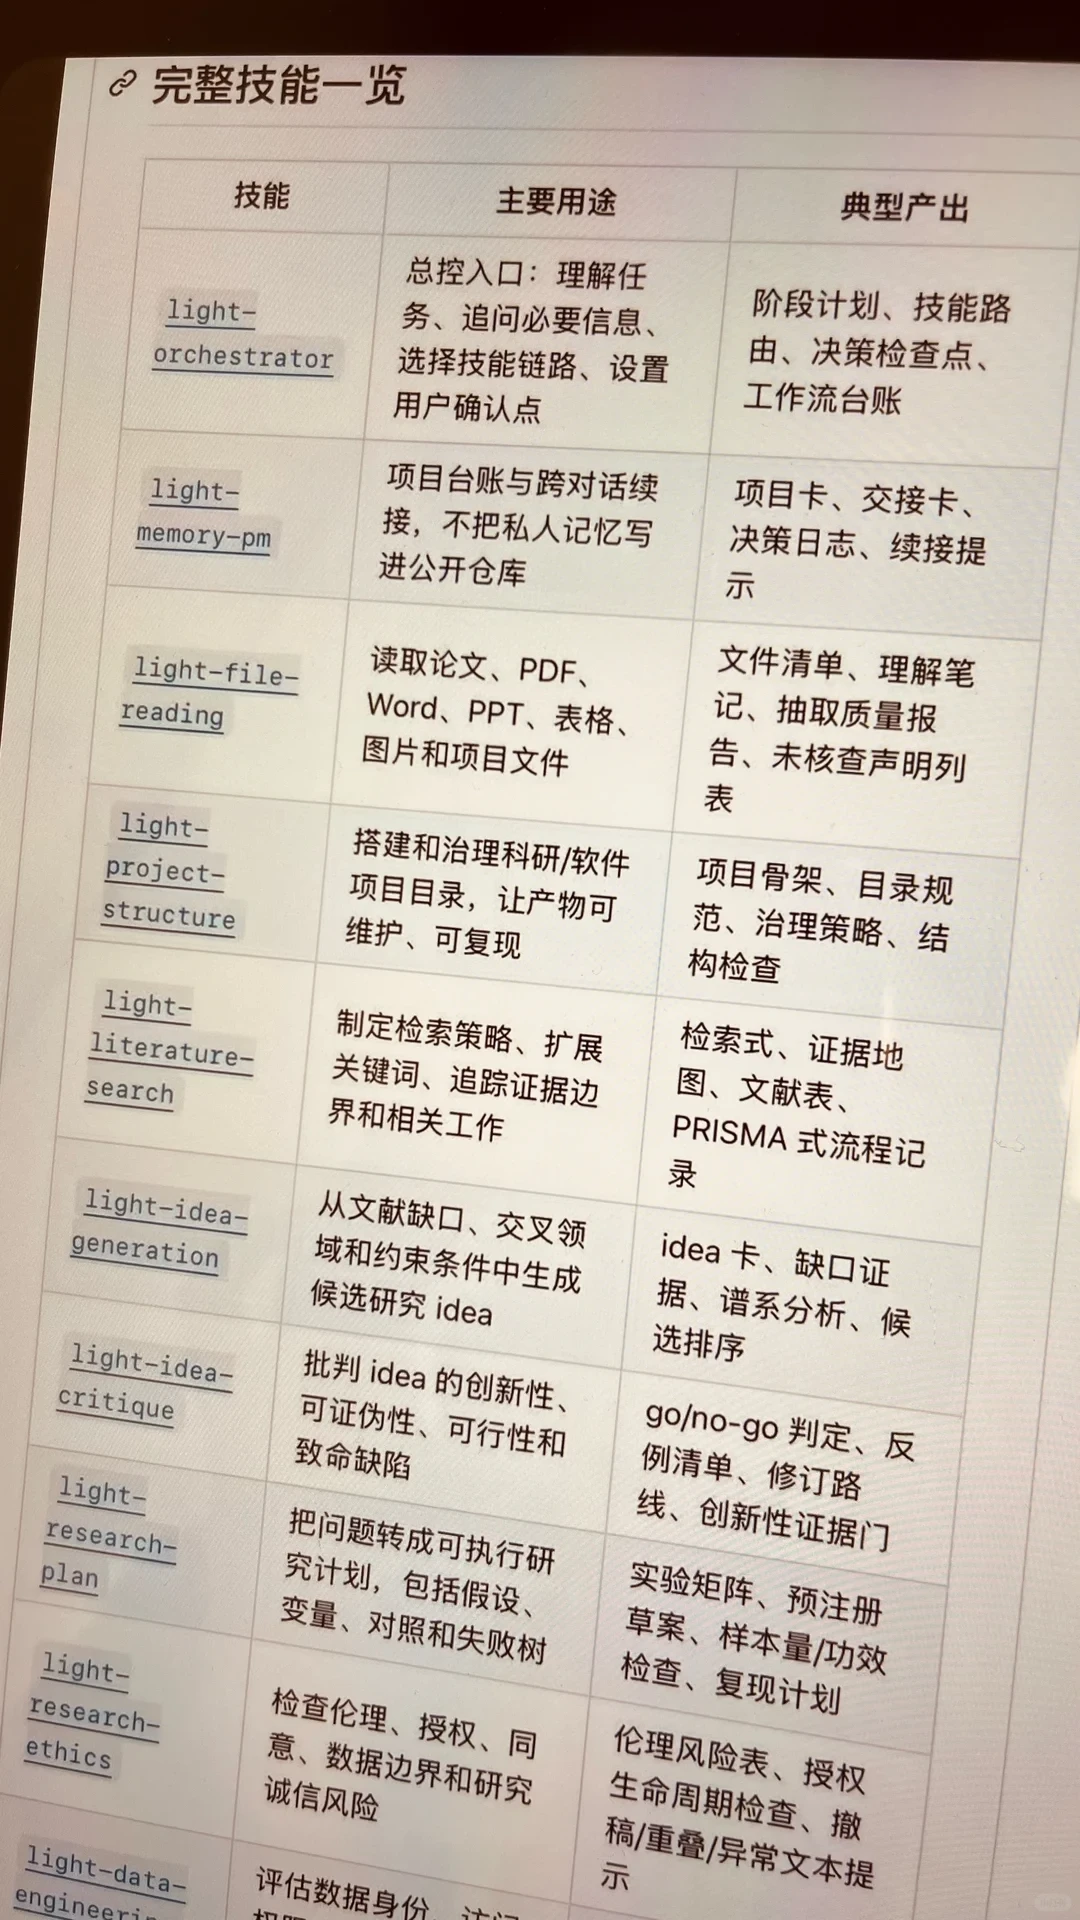 完整技能一览
技能
主要用途
典型产出
light-
orchestrator
总控入口：理解任
务、追问必要信息、
选择技能链路、设置
用户确认点
阶段计划、技能路
由、决策检查点、
工作流台账
light-
memory-pm
项目台账与跨对话续
接，不把私人记忆写
进公开仓库
项目卡、交接卡、
决策日志、续接提
示
light-file-
reading
读取论文、PDF、
Word、PPT、表格、
图片和项目文件
文件清单、理解笔
记、抽取质量报
告、未核查声明列
表
light-
project-
structure
搭建和治理科研/软件
项目目录，让产物可
维护、可复现
项目骨架、目录规
范、治理策略、结
构检查
light-
literature-
search
制定检索策略、扩展
关键词、追踪证据边
界和相关工作
检索式、证据地
图、文献表、
PRISMA 式流程记
录
light-idea-
generation
从文献缺口、交叉领
域和约束条件中生成
候选研究 idea
idea 卡、缺口证
据、谱系分析、候
选排序
light-idea-
critique
批判 idea 的创新性、
可证伪性、可行性和
致命缺陷
go/no-go 判定、反
例清单、修订路
线、创新性证据门
light-
research-
plan
把问题转成可执行研
究计划，包括假设、
变量、对照和失败树
实验矩阵、预注册
草案、样本量/功效
检查、复现计划
light-
research-
ethics
检查伦理、授权、同
意、数据边界和研究
诚信风险
伦理风险表、授权
生命周期检查、撤
稿/重叠/异常文本提
示
light-data-
评估数据身份、